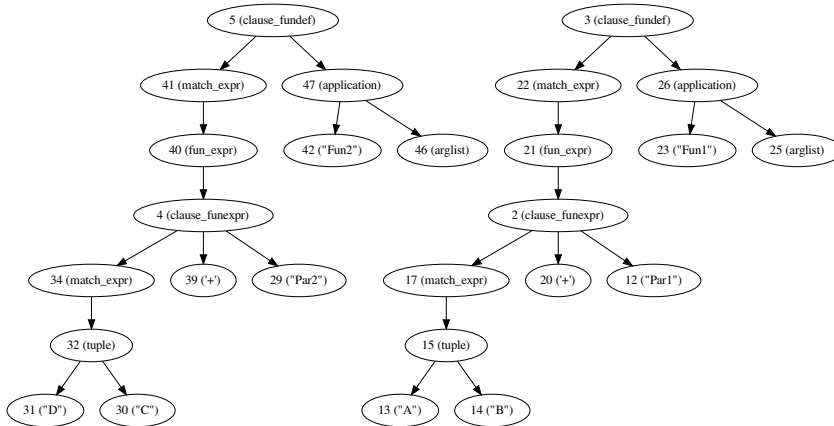 5 (clause_fundef) 3 (clause_fundef)
41 (match_expr) 47 (application) 22 (match_expr) 26 (application)
40 (fun_expr) 42 ("Fun2") 46 (arglist) 21 (fun_expr) 23 ("Fun1") 25 (arglist)
4 (clause_funexpr) 2 (clause_funexpr)
34 (match_expr) 39 ('+') 29 ("Par2") 17 (match_expr) 20 ('+') 12 ("Par1")
32 (tuple) 15 (tuple)
31 ("D") 30 ("C") 13 ("A") 14 ("B")